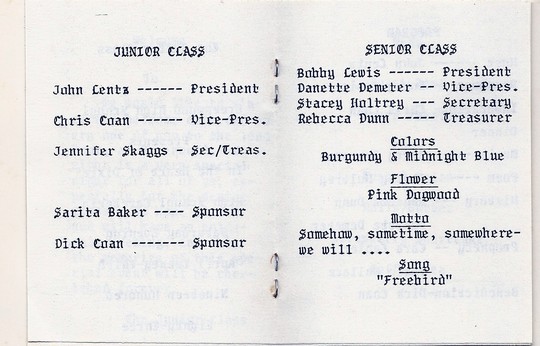 JUNIOR CLASS
John Lentz ------ President
Chris Coan ------ Vice-Pres.
Jennifer Skaggs - Sec/Treas.
Sarita Baker ---- Sponsor
Dick Coan ------- Sponsor
SENIOR CLASS
Bobby Lewis ------ President
Danette Demeter -- Vice-Pres.
Stacey Holtrey --- Secretary
Rebecca Dunn ----- Treasurer
Colors
Burgundy & Midnight Blue
Flower
Pink Dogwood
Motto
Somehow, sometime, somewhere-
we will ....
Song
"Freebird"